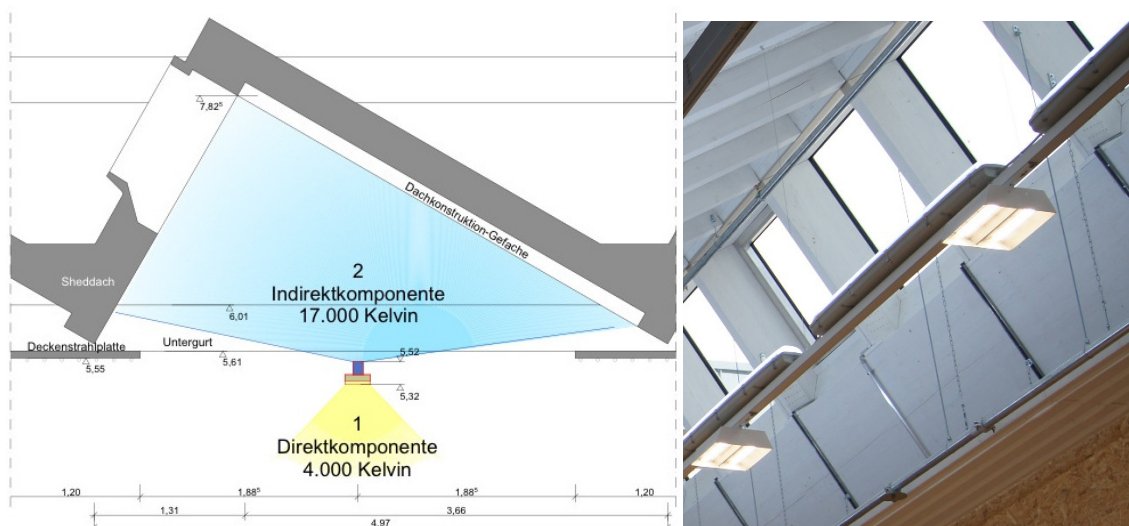 7,82⁵
Dachkonstruktion-Gefache
Sheddach
2
Indirektkomponente
17.000 Kelvin
6,01
Deckenstrahlplatte
Untergurt
5,52
5,55
5,61
5,32
1
Direktkomponente
4.000 Kelvin
1,20
1,88⁵
1,88⁵
1,20
1,31
3,66
4,97